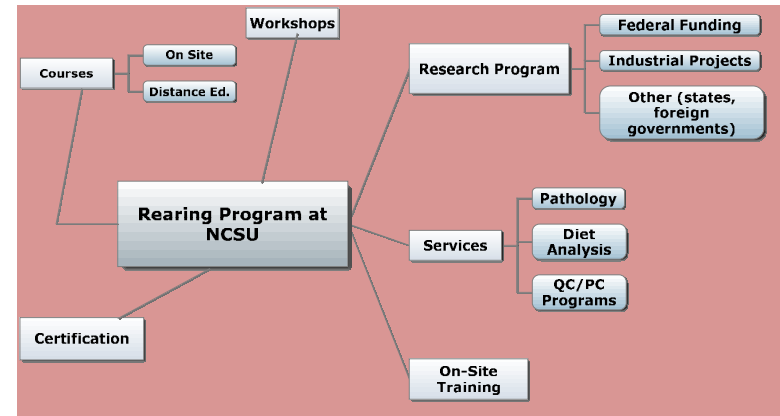 Workshops
Courses
On Site
Distance Ed.
Research Program
Federal Funding
Industrial Projects
Other (states,
foreign
governments)
Rearing Program at
NCSU
Services
Pathology
Diet
Analysis
QC/PC
Programs
Certification
On-Site
Training